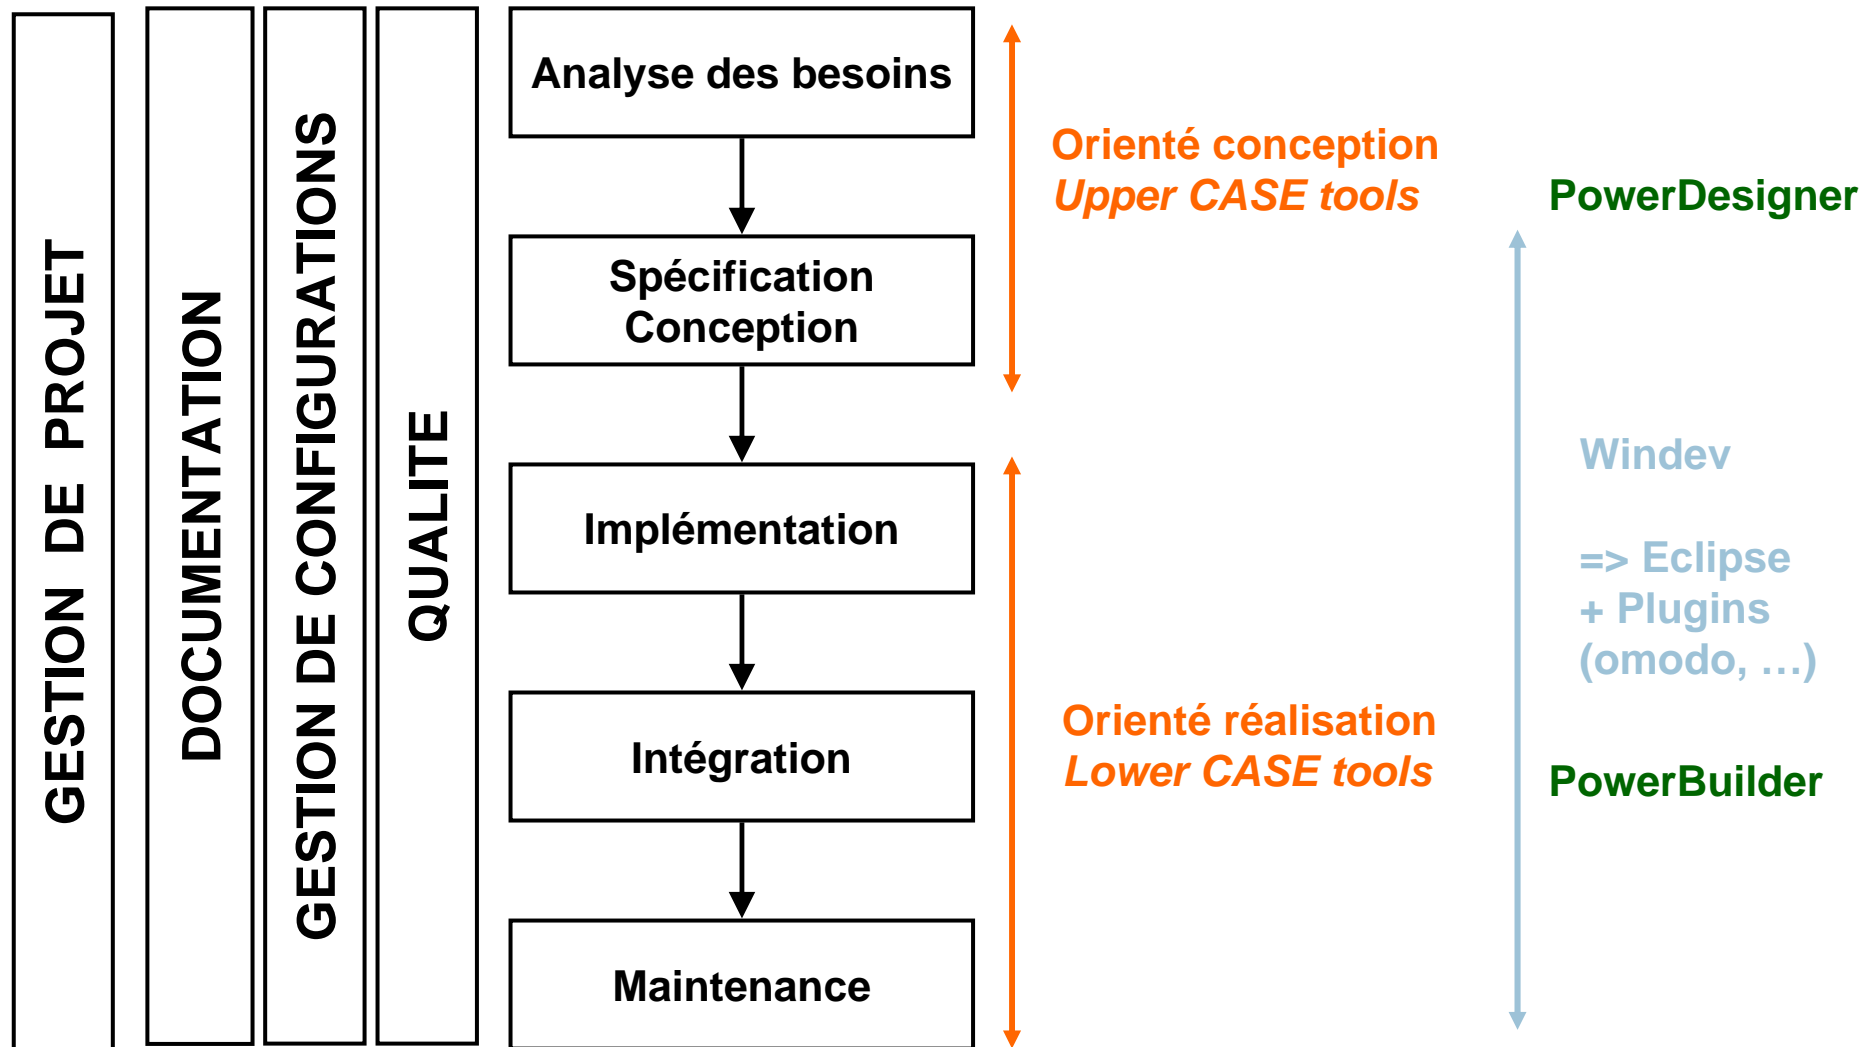 GESTION DE PROJET
DOCUMENTATION
GESTION DE CONFIGURATIONS
QUALITE
Analyse des besoins
Spécification
Conception
Implémentation
Intégration
Maintenance
Orienté conception
Upper CASE tools
Orienté réalisation
Lower CASE tools
PowerDesigner
Windev
=> Eclipse
+ Plugins
(omodo, …)
PowerBuilder